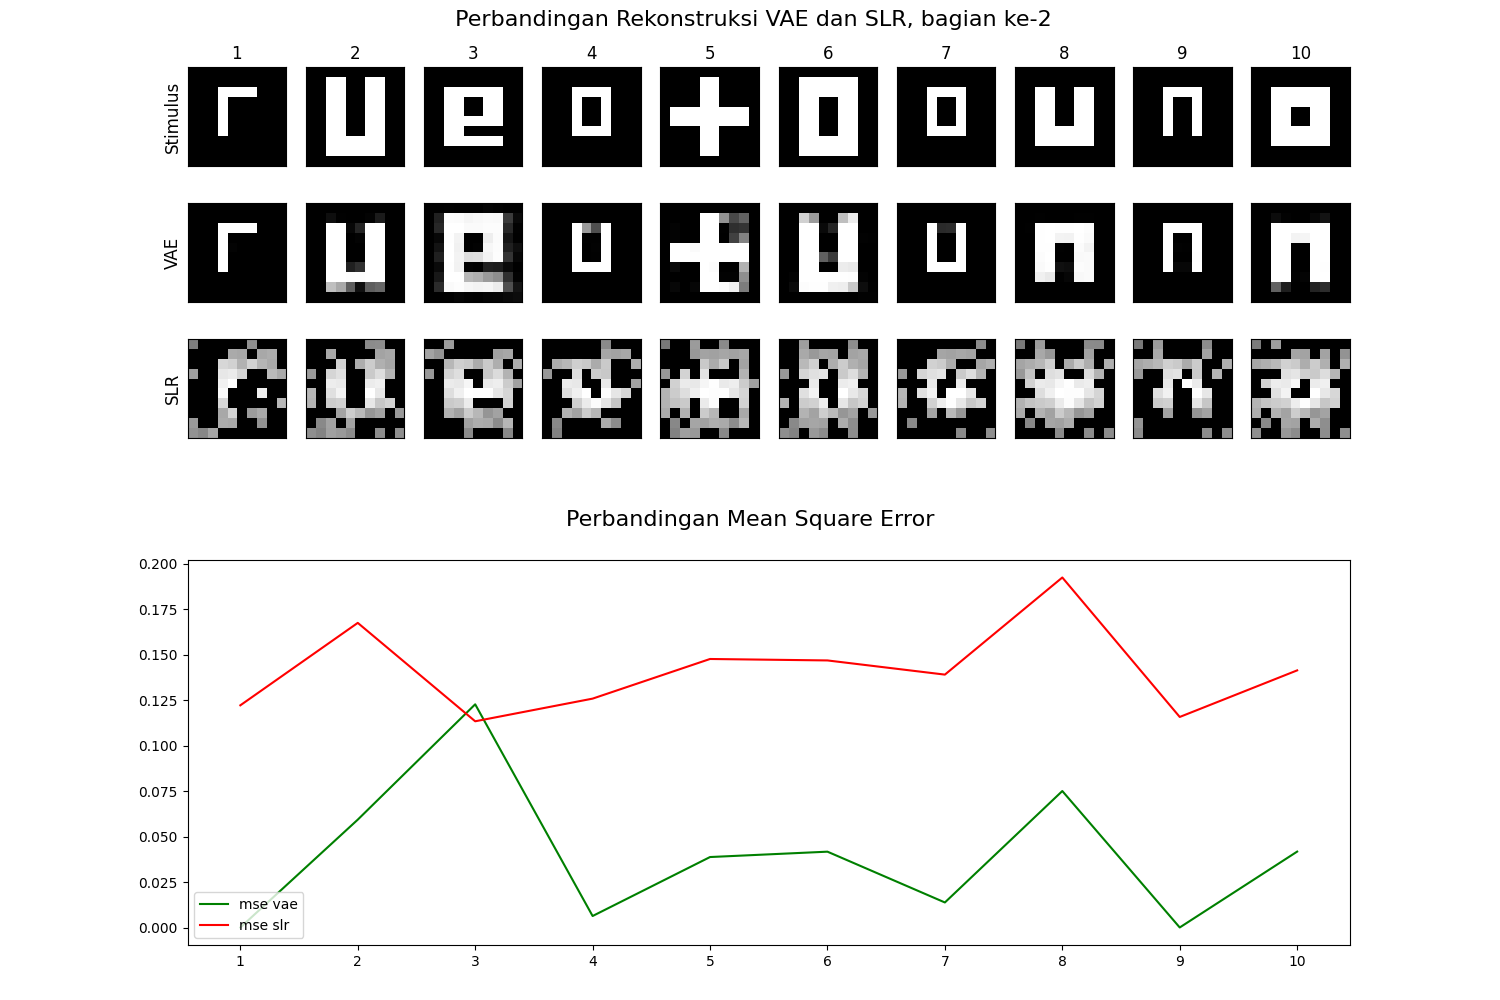 Perbandingan Rekonstruksi VAE dan SLR, bagian ke-2
1 2 3 4 5 6 7 8 9 10
Stimulus
VAE
SLR
Perbandingan Mean Square Error
0.200
0.175
0.150
0.125
0.100
0.075
0.050
0.025
0.000
mse vae
mse slr
1 2 3 4 5 6 7 8 9 10